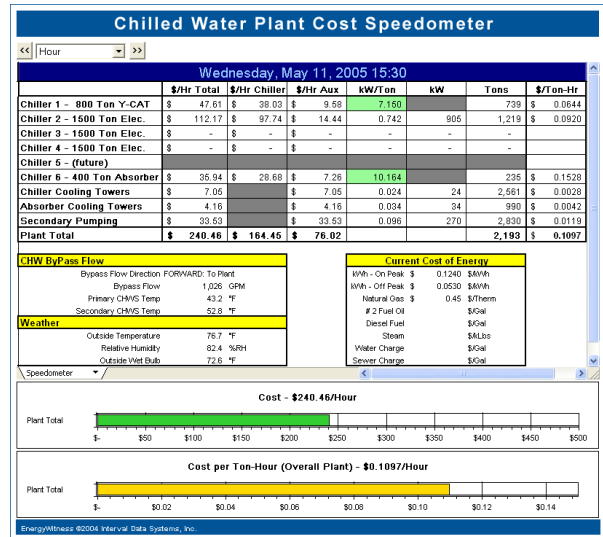 Chilled Water Plant Cost Speedometer
<< Hour >>
Wednesday, May 11, 2005 15:30
$/Hr Total $/Hr Chiller $/Hr Aux kW/Ton kW Tons $/Ton-Hr
Chiller 1 - 800 Ton Y-CAT $ 47.61 $ 38.03 $ 9.58 7.150 739 $ 0.0644
Chiller 2 - 1500 Ton Elec. $ 112.17 $ 97.74 $ 14.44 0.742 905 1,219 $ 0.0920
Chiller 3 - 1500 Ton Elec. $ - $ - $ - - - -
Chiller 4 - 1500 Ton Elec. $ - $ - $ - - - -
Chiller 5 - (future)
Chiller 6 - 400 Ton Absorber $ 35.94 $ 28.68 $ 7.26 10.164 235 $ 0.1528
Chiller Cooling Towers $ 7.05 $ 7.05 0.024 24 2,561 $ 0.0028
Absorber Cooling Towers $ 4.16 $ 4.16 0.034 34 990 $ 0.0042
Secondary Pumping $ 33.53 $ 33.53 0.096 270 2,830 $ 0.0119
Plant Total $ 240.46 $ 164.45 $ 76.02 2,193 $ 0.1097
CHW ByPass Flow
Bypass Flow Direction FORWARD: To Plant
Bypass Flow 1,026 GPM
Primary CHWS Temp 43.2 °F
Secondary CHWS Temp 52.8 °F
Weather
Outside Temperature 76.7 °F
Relative Humidity 82.4 %RH
Outside Wet Bulb 72.6 °F
Current Cost of Energy
kWh - On Peak $ 0.1240 $/kWh
kWh - Off Peak $ 0.0530 $/kWh
Natural Gas $ 0.45 $/Therm
# 2 Fuel Oil $/Gal
Diesel Fuel $/Gal
Steam $/kLbs
Water Charge $/Gal
Sewer Charge $/Gal
Speedometer
Cost - $240.46/Hour
Plant Total
$- $50 $100 $150 $200 $250 $300 $350 $400 $450 $500
Cost per Ton-Hour (Overall Plant) - $0.1097/Hour
Plant Total
$- $0.02 $0.04 $0.06 $0.08 $0.10 $0.12 $0.14
EnergyWitness ©2004 Interval Data Systems, Inc.